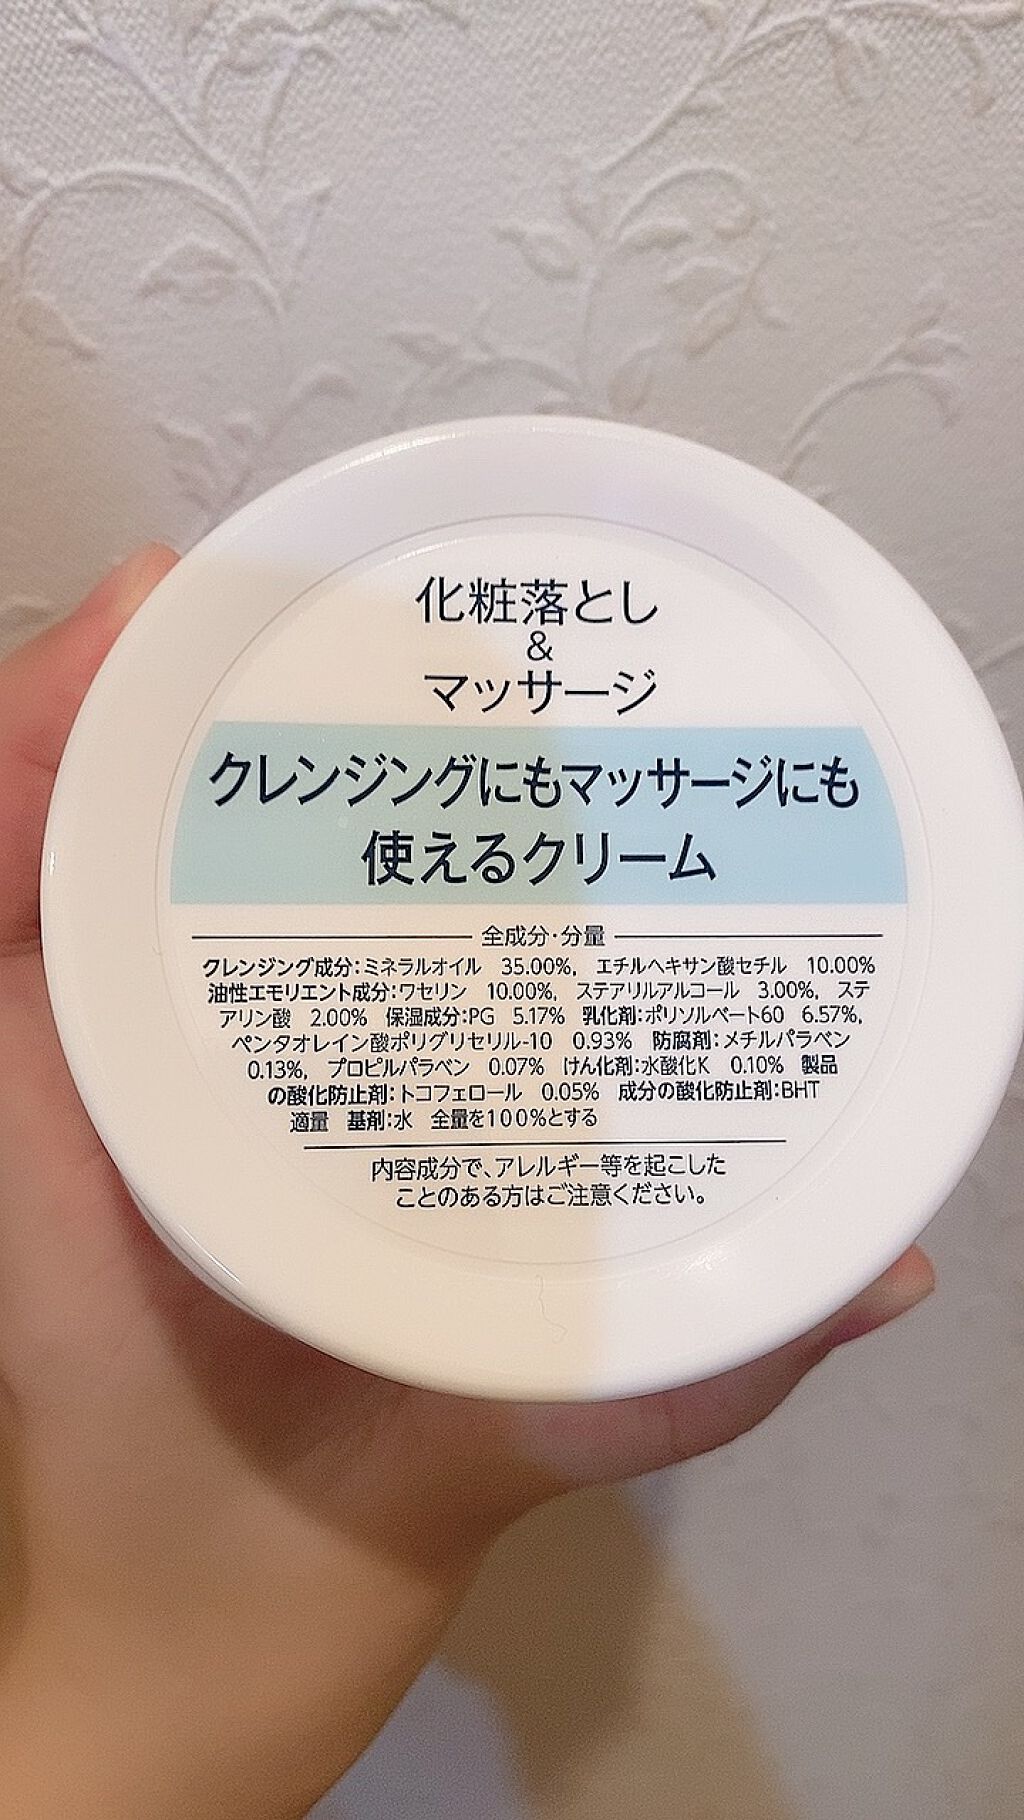 化粧落とし
&
マッサージ
クレンジングにもマッサージにも
使えるクリーム
全成分・分量
クレンジング成分:ミネラルオイル 35.00%, エチルヘキサン酸セチル 10.00%
油性エモリエント成分:ワセリン 10.00%, ステアリルアルコール 3.00%, ステ
アリン酸 2.00% 保湿成分:PG 5.17% 乳化剤:ポリソルベート60 6.57%,
ペンタオレイン酸ポリグリセリル-10 0.93% 防腐剤:メチルパラベン
0.13%, プロピルパラベン 0.07% けん化剤:水酸化K 0.10% 製品
の酸化防止剤:トコフェロール 0.05% 成分の酸化防止剤:BHT
適量 基剤:水 全量を100%とする
内容成分で、アレルギー等を起こした
ことのある方はご注意ください。